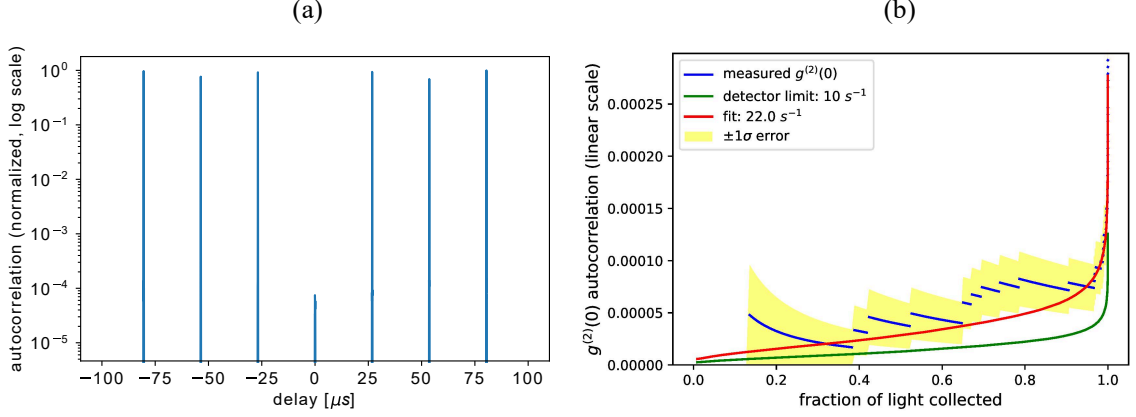 (a)
autocorrelation (normalized, log scale)
10⁰
10⁻¹
10⁻²
10⁻³
10⁻⁴
10⁻⁵
−100 −75 −50 −25 0 25 50 75 100
delay [μs]
(b)
g⁽²⁾(0) autocorrelation (linear scale)
0.00025
0.00020
0.00015
0.00010
0.00005
0.00000
measured g⁽²⁾(0)
detector limit: 10 s⁻¹
fit: 22.0 s⁻¹
±1σ error
0.0 0.2 0.4 0.6 0.8 1.0
fraction of light collected